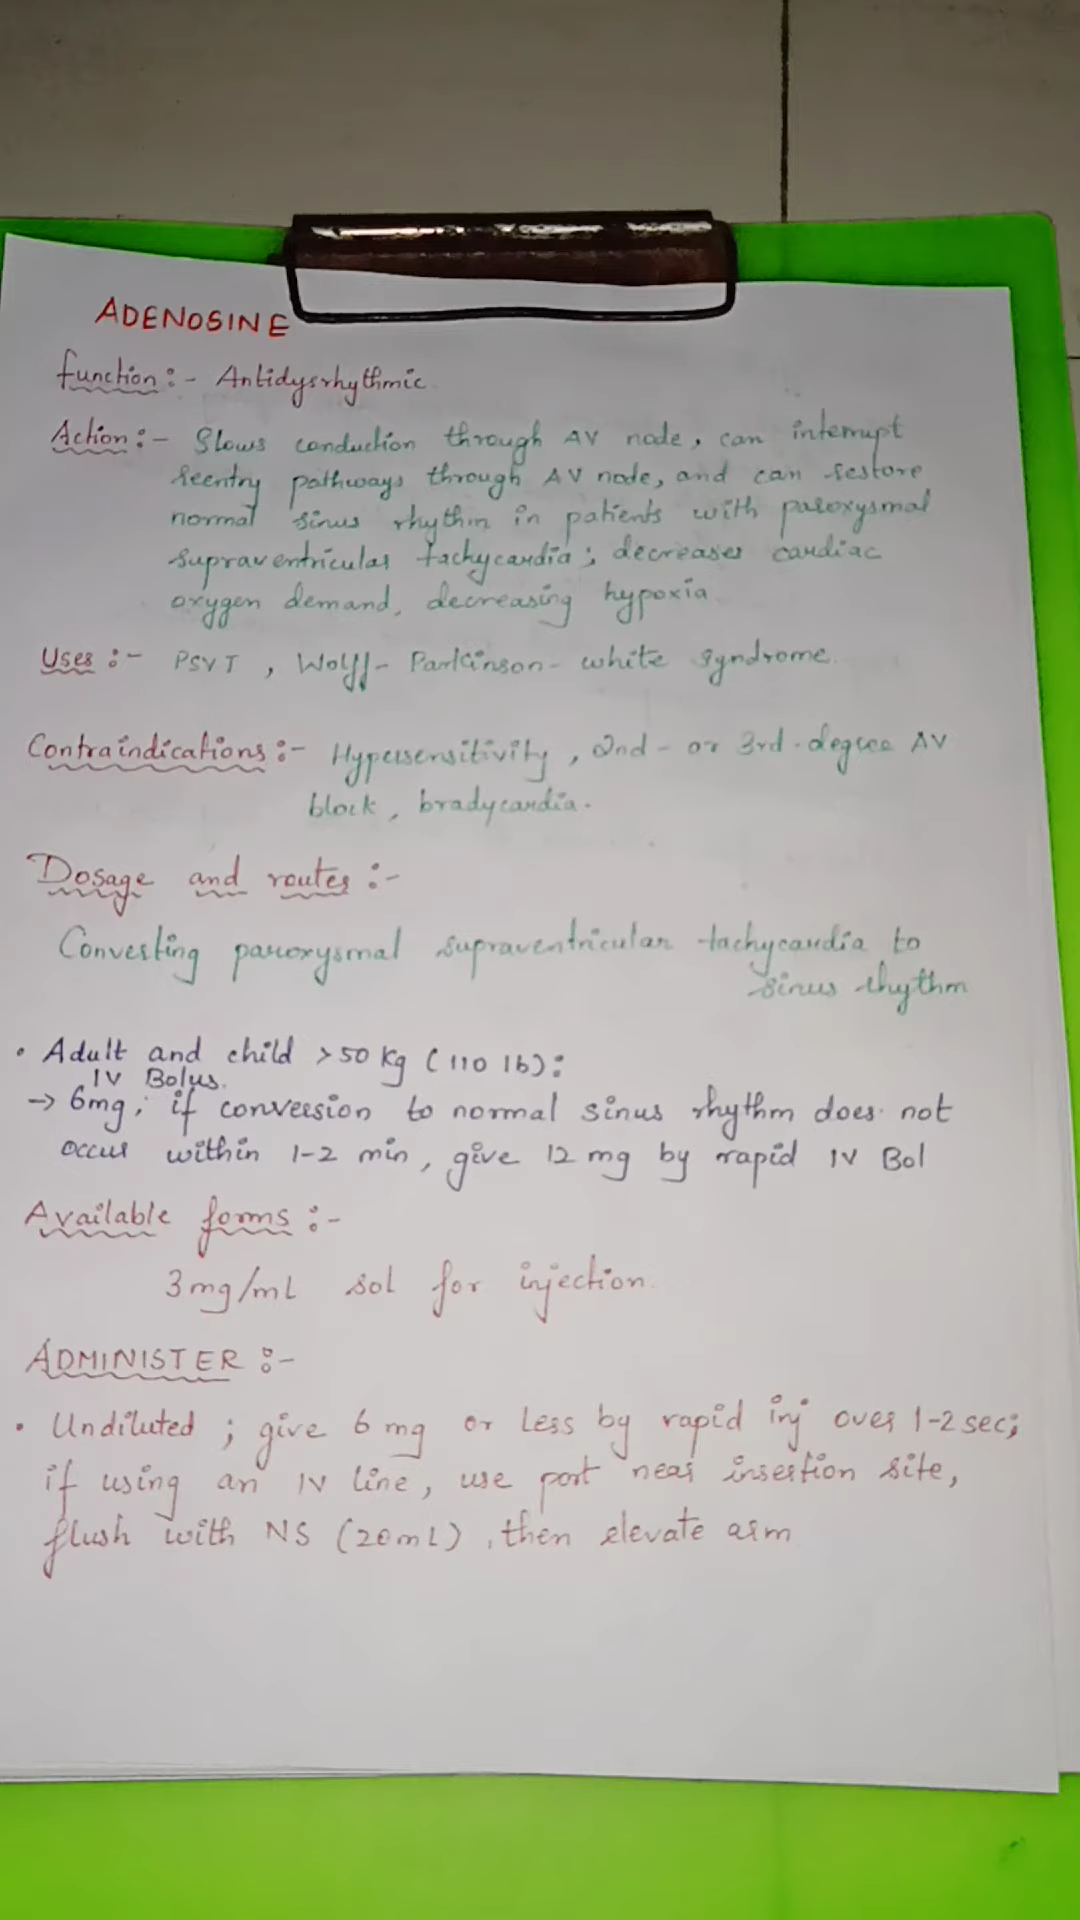 ADENOSINE
function :- Antidysrhythmic
Action :- Slows conduction through AV node, can interrupt
reentry pathways through AV node, and can restore
normal sinus rhythm in patients with paroxysmal
supraventricular tachycardia; decreases cardiac
oxygen demand, decreasing hypoxia.
Uses :- PSVT, Wolff-Parkinson-white syndrome.
Contraindications :- Hypersensitivity, 2nd- or 3rd-degree AV
block, bradycardia.
Dosage and routes :-
Converting paroxysmal supraventricular tachycardia to
sinus rhythm
• Adult and child >50 kg (110 lb):
IV Bolus.
→ 6mg; if conversion to normal sinus rhythm does not
occur within 1-2 min, give 12 mg by rapid IV Bol
Available forms :-
3 mg/mL sol for injection.
ADMINISTER :-
• Undiluted; give 6 mg or less by rapid inj over 1-2 sec;
if using an IV line, use port near insertion site,
flush with NS (20mL), then elevate arm